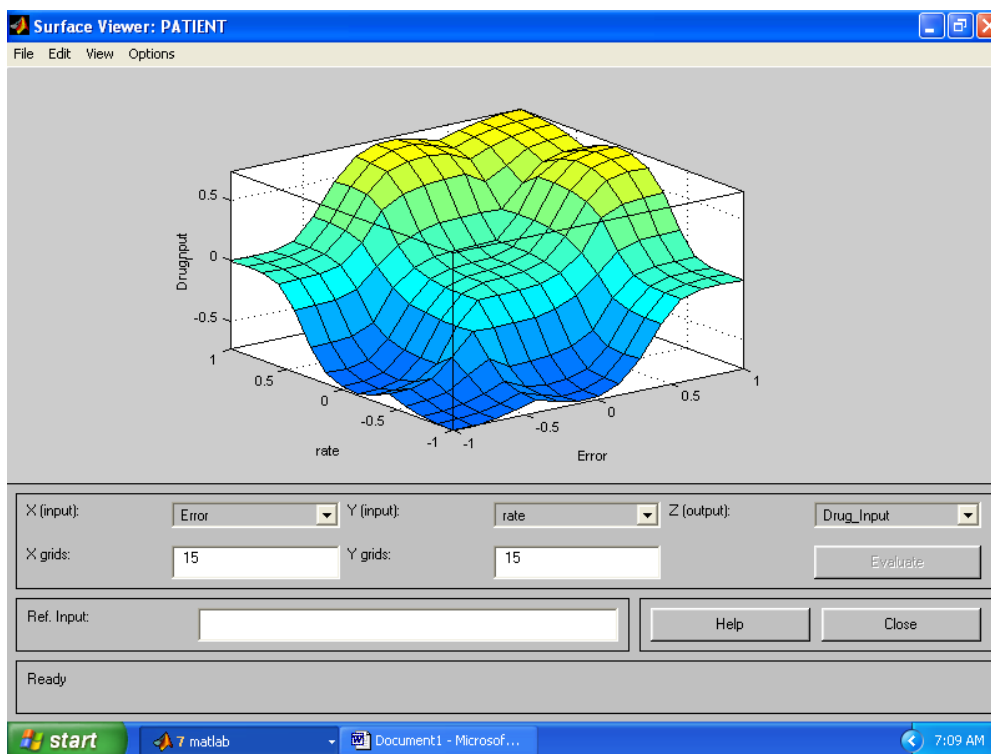 Surface Viewer: PATIENT
File Edit View Options
0.5
0
-0.5
DrugInput
1
0.5
0
-0.5
-1
rate
-1
-0.5
0
0.5
1
Error
X (input): Error Y (input): rate Z (output): Drug_Input
X grids: 15 Y grids: 15 Evaluate
Ref. Input: Help Close
Ready
start 7 matlab Document1 - Microsof... 7:09 AM